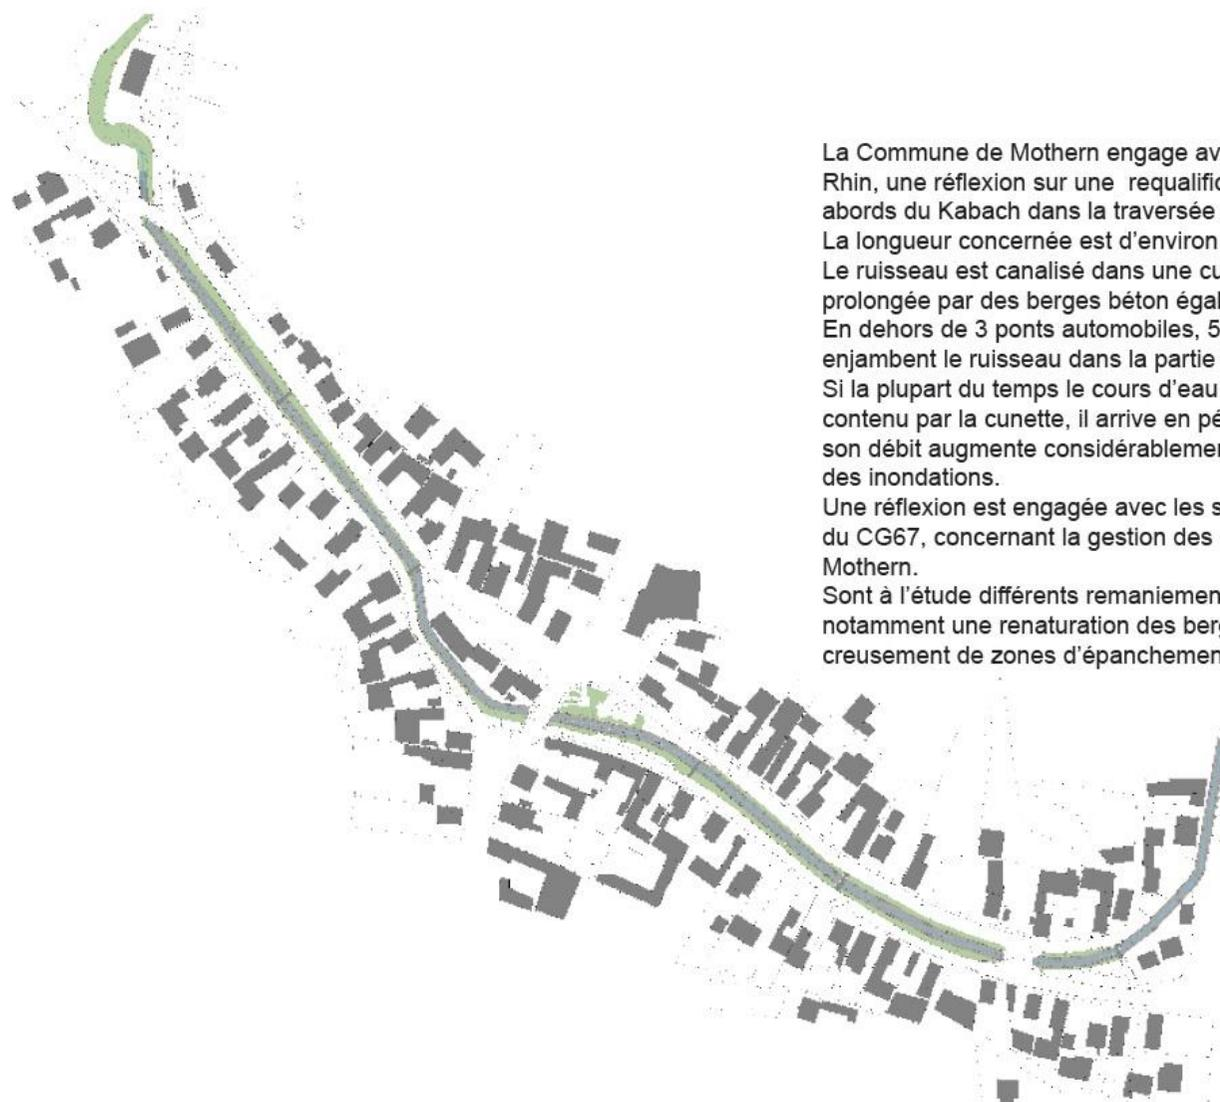 La Commune de Mothern engage av
Rhin, une réflexion sur une requalific
abords du Kabach dans la traversée
La longueur concernée est d'environ
Le ruisseau est canalisé dans une cu
prolongée par des berges béton égal
En dehors de 3 ponts automobiles, 5
enjambent le ruisseau dans la partie
Si la plupart du temps le cours d'eau
contenu par la cunette, il arrive en pé
son débit augmente considérablemen
des inondations.
Une réflexion est engagée avec les s
du CG67, concernant la gestion des
Mothern.
Sont à l'étude différents remaniemen
notamment une renaturation des berg
creusement de zones d'épanchemen